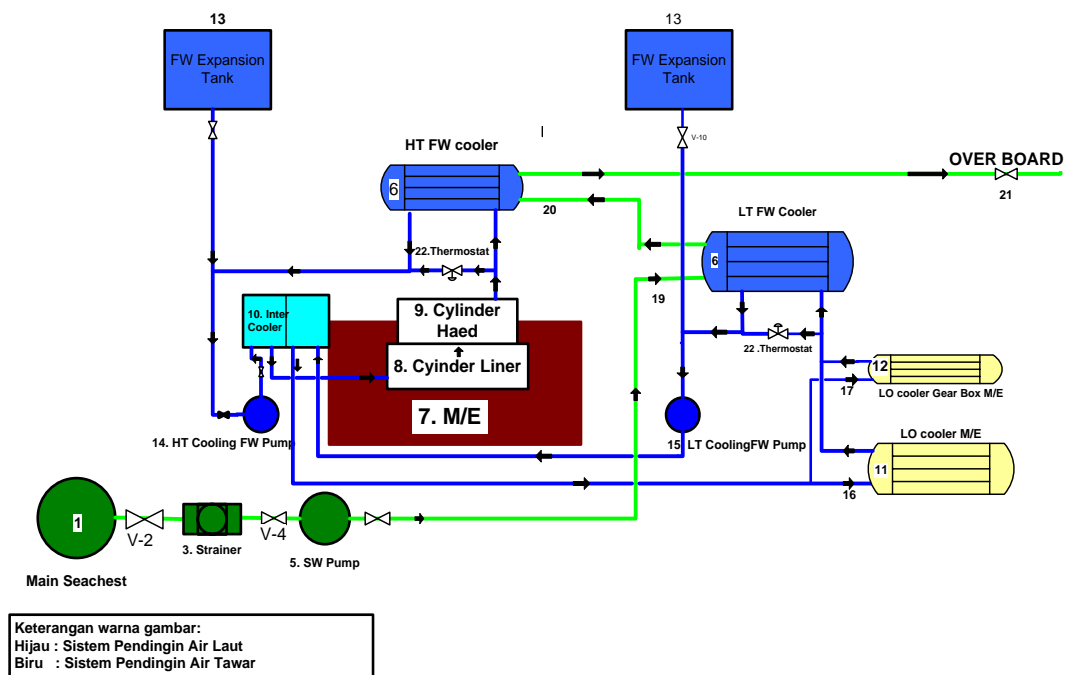 13
13
FW Expansion
Tank
FW Expansion
Tank
V-10
I
HT FW cooler
6
OVER BOARD
21
20
LT FW Cooler
6
22.Thermostat
19
10. Inter
Cooler
9. Cylinder
Haed
8. Cyinder Liner
7. M/E
22 .Thermostat
12
17
LO cooler Gear Box M/E
14. HT Cooling FW Pump
15. LT CoolingFW Pump
LO cooler M/E
11
16
1
V-2
3. Strainer
V-4
5. SW Pump
Main Seachest
Keterangan warna gambar:
Hijau : Sistem Pendingin Air Laut
Biru : Sistem Pendingin Air Tawar